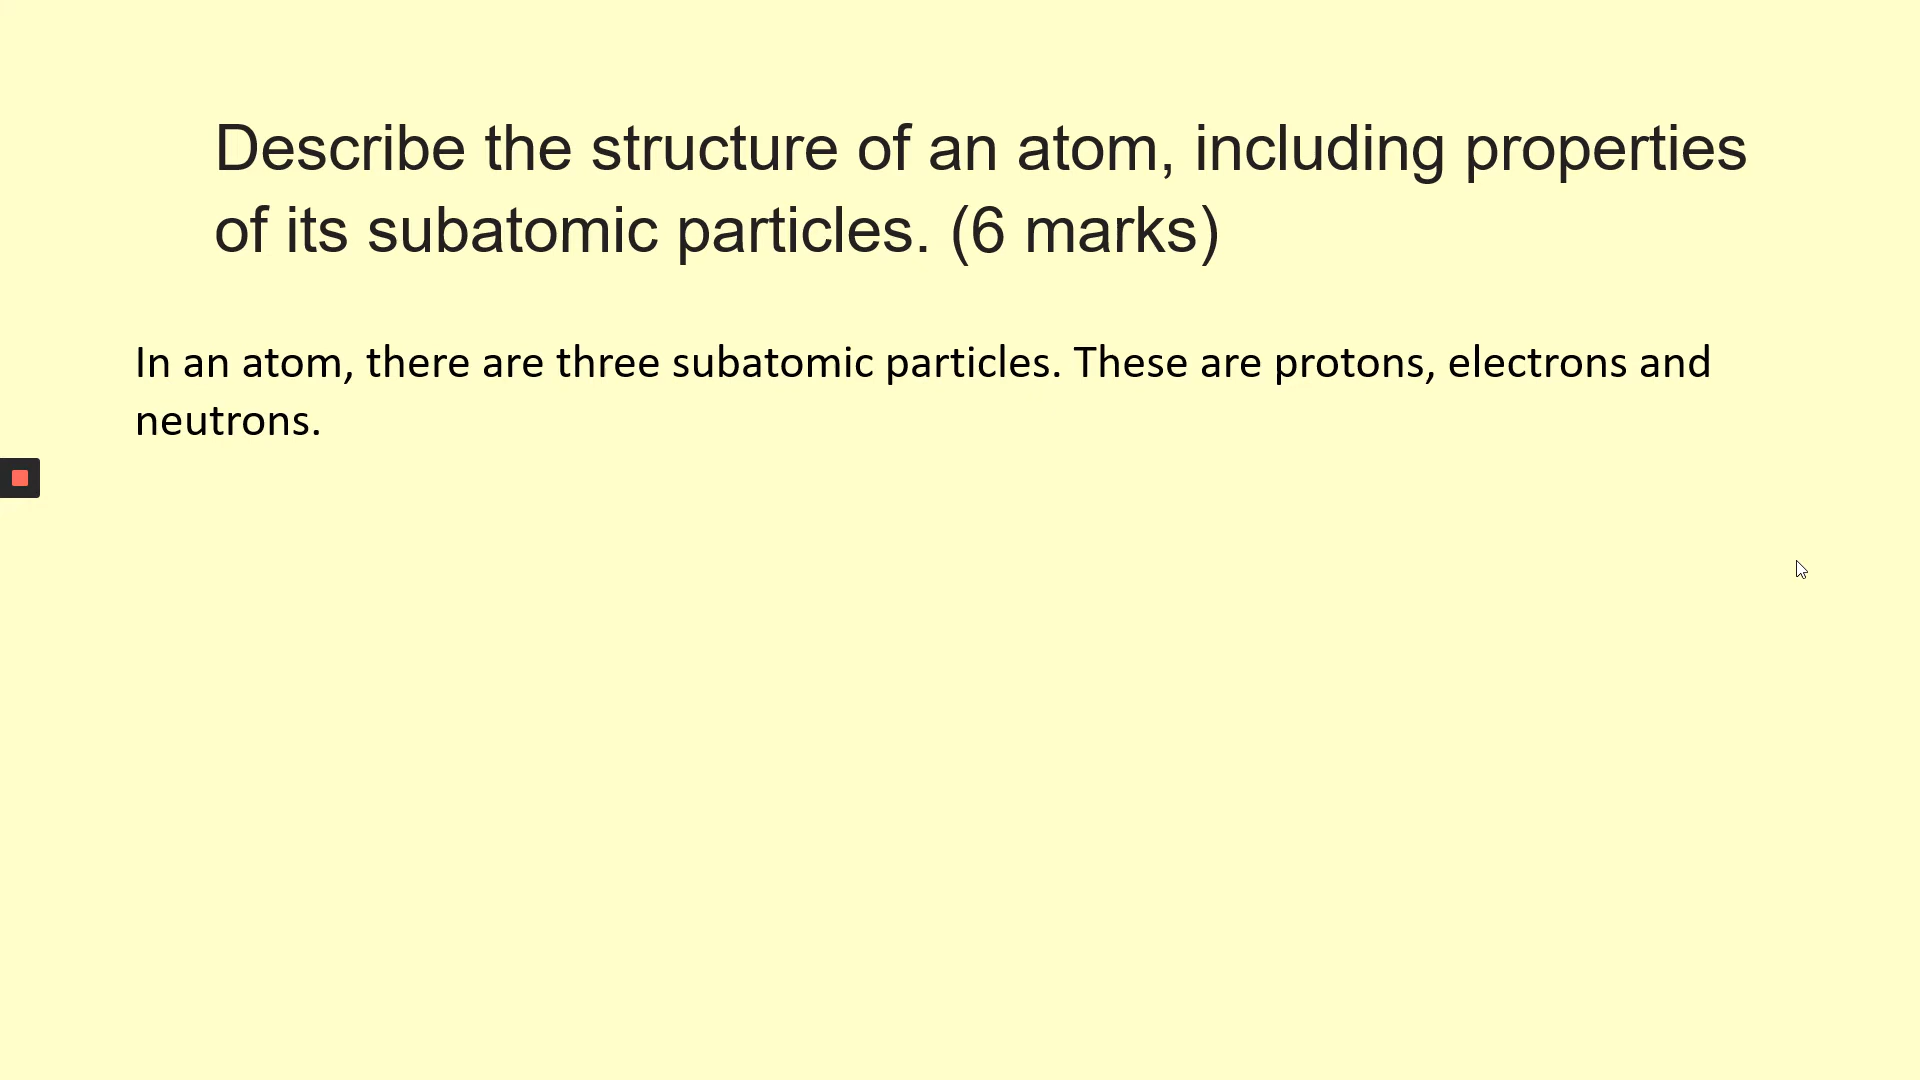 Describe the structure of an atom, including properties
of its subatomic particles. (6 marks)
In an atom, there are three subatomic particles. These are protons, electrons and
neutrons.